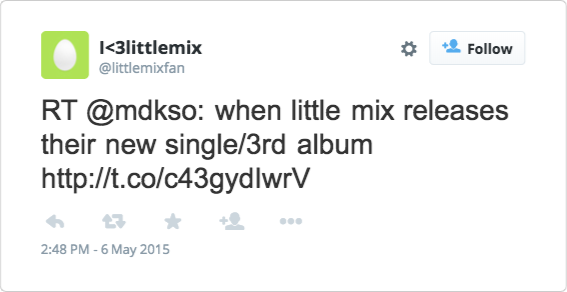 I<3littlemix
@littlemixfan
Follow
RT @mdkso: when little mix releases
their new single/3rd album
http://t.co/c43gydIwrV
2:48 PM - 6 May 2015